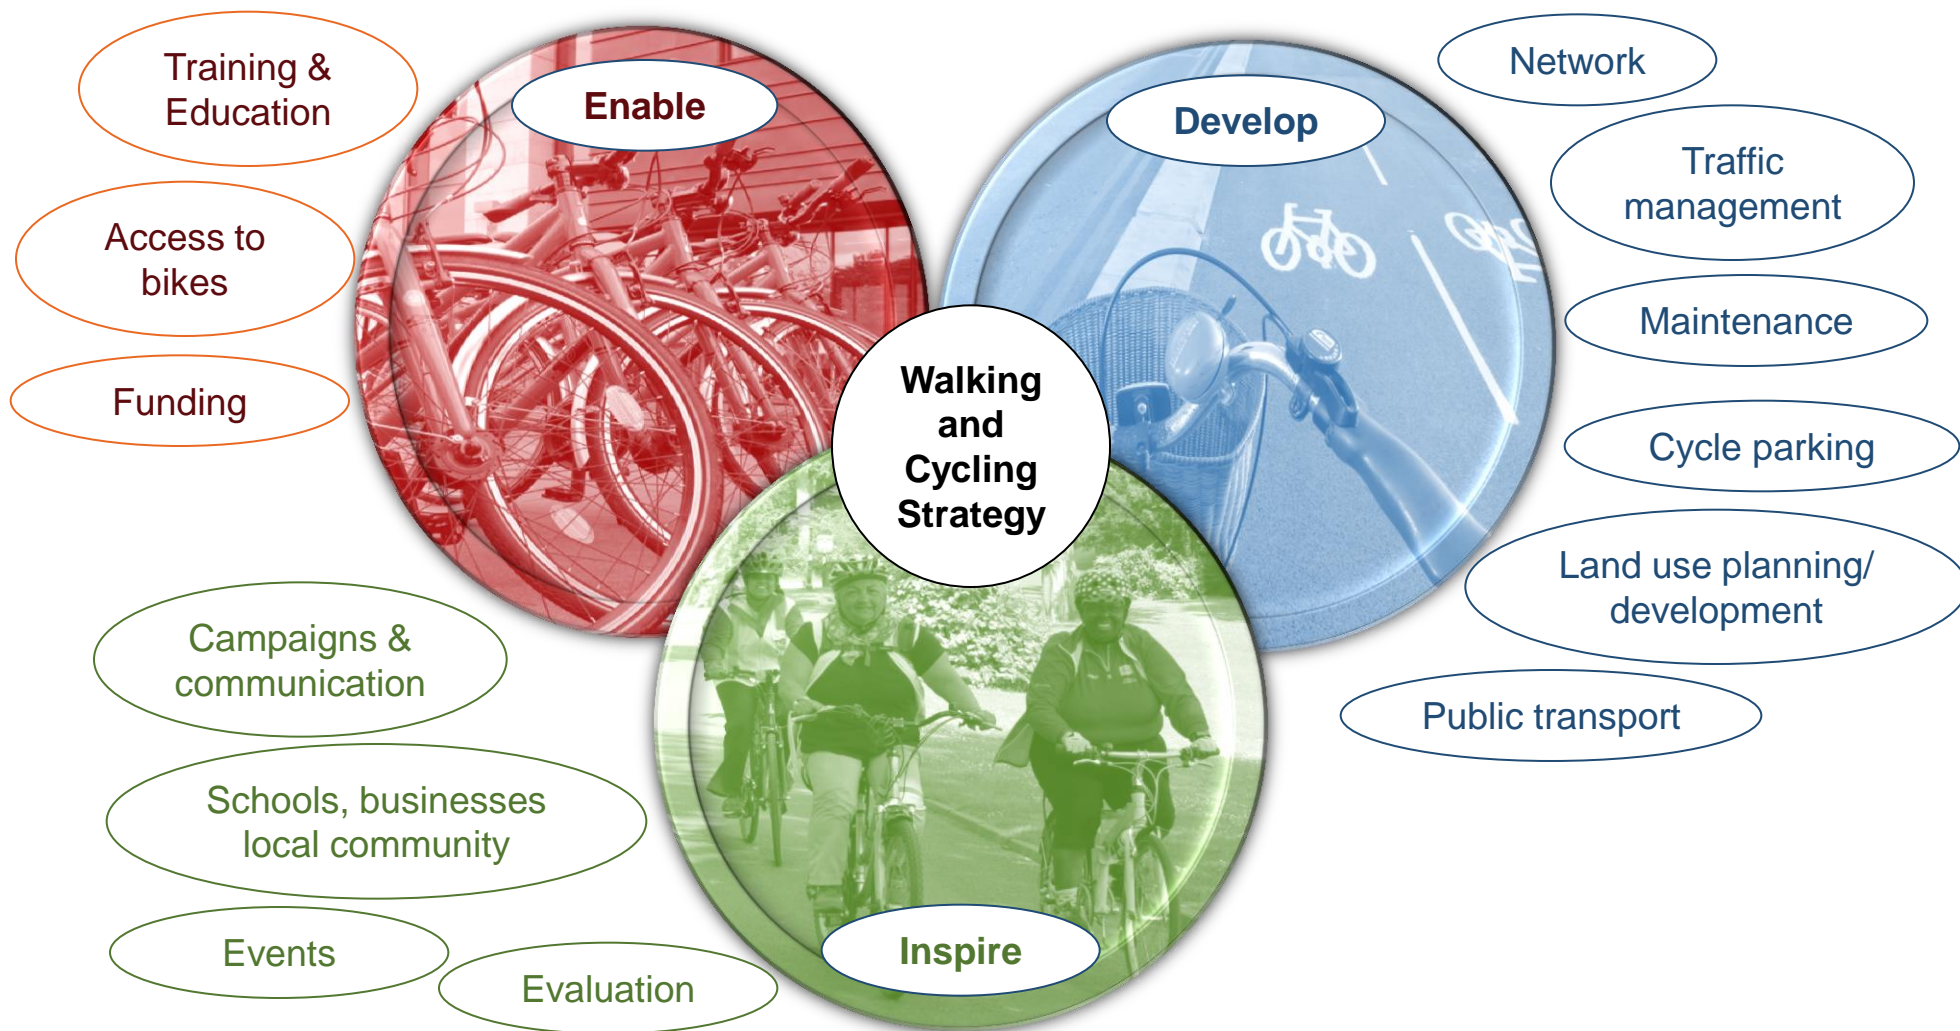 Training &
Education
Access to
bikes
Funding
Enable
Develop
Network
Traffic
management
Maintenance
Cycle parking
Land use planning/
development
Public transport
Walking
and
Cycling
Strategy
Campaigns &
communication
Schools, businesses
local community
Events
Evaluation
Inspire